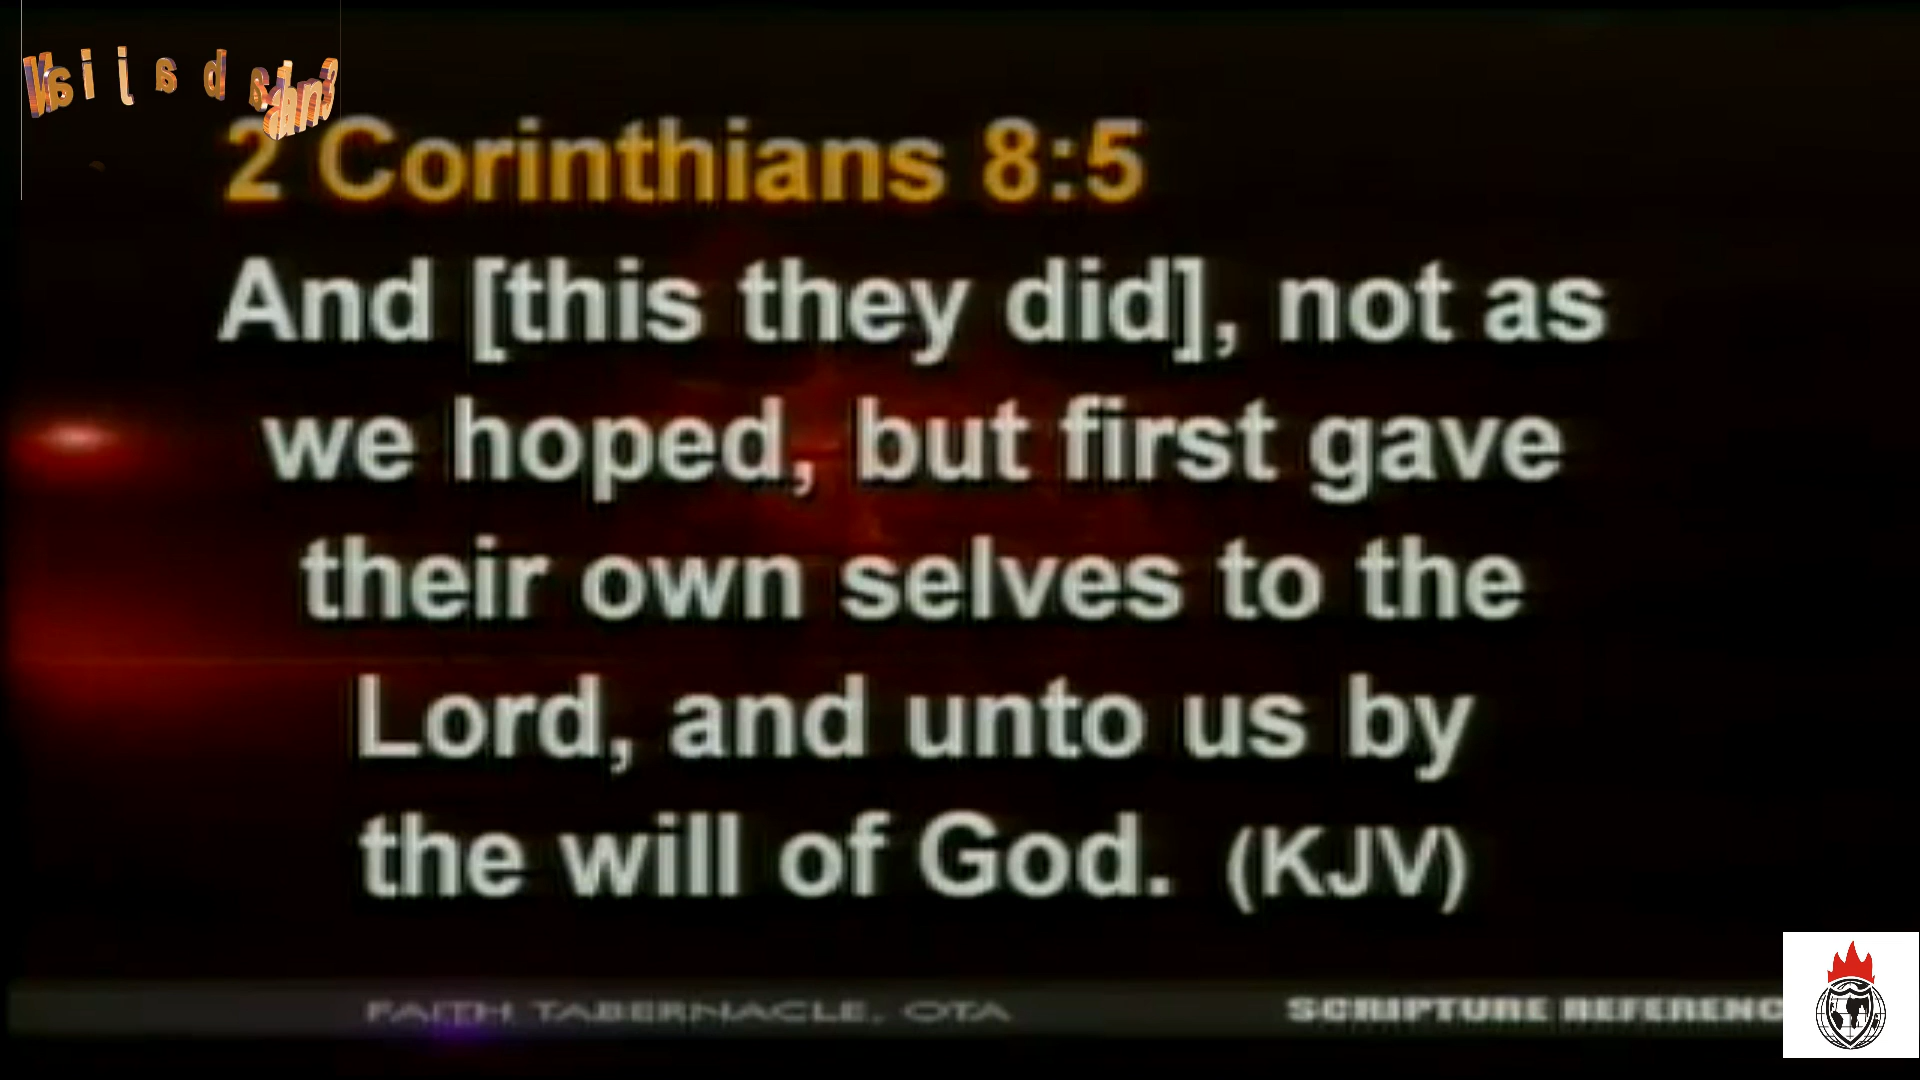 2 Corinthians 8:5
And [this they did], not as
we hoped, but first gave
their own selves to the
Lord, and unto us by
the will of God. (KJV)
FAITH TABERNACLE, OTA
SCRIPTURE REFERENC